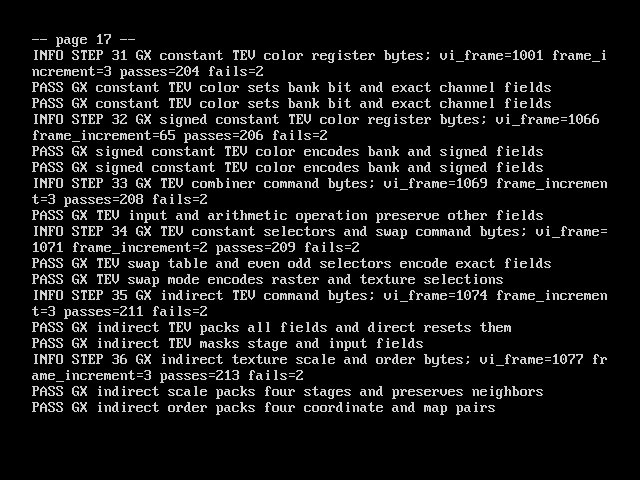 -- page 17 --
INFO STEP 31 GX constant TEV color register bytes; vi_frame=1001 frame_i
ncrement=3 passes=204 fails=2
PASS GX constant TEV color sets bank bit and exact channel fields
PASS GX constant TEV color sets bank bit and exact channel fields
INFO STEP 32 GX signed constant TEV color register bytes; vi_frame=1066
frame_increment=65 passes=206 fails=2
PASS GX signed constant TEV color encodes bank and signed fields
PASS GX signed constant TEV color encodes bank and signed fields
INFO STEP 33 GX TEV combiner command bytes; vi_frame=1069 frame_incremen
t=3 passes=208 fails=2
PASS GX TEV input and arithmetic operation preserve other fields
INFO STEP 34 GX TEV constant selectors and swap command bytes; vi_frame=
1071 frame_increment=2 passes=209 fails=2
PASS GX TEV swap table and even odd selectors encode exact fields
PASS GX TEV swap mode encodes raster and texture selections
INFO STEP 35 GX indirect TEV command bytes; vi_frame=1074 frame_incremen
t=3 passes=211 fails=2
PASS GX indirect TEV packs all fields and direct resets them
PASS GX indirect TEV masks stage and input fields
INFO STEP 36 GX indirect texture scale and order bytes; vi_frame=1077 fr
ame_increment=3 passes=213 fails=2
PASS GX indirect scale packs four stages and preserves neighbors
PASS GX indirect order packs four coordinate and map pairs